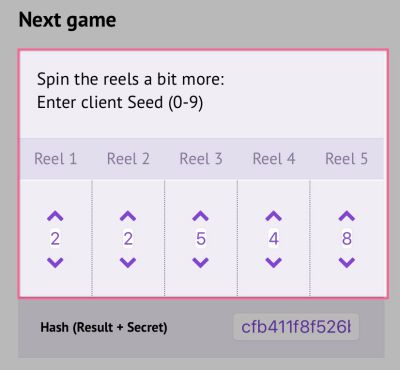 Next game
Spin the reels a bit more:
Enter client Seed (0-9)
Reel 1 Reel 2 Reel 3 Reel 4 Reel 5
2 2 5 4 8
Hash (Result + Secret) cfb411f8f526